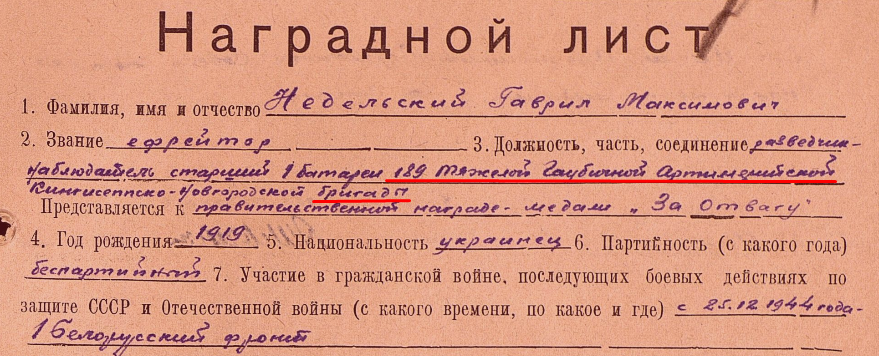 Наградной лист
1. Фамилия, имя и отчество Недельский Гаврил Максимович
2. Звание ефрейтор 3. Должность, часть, соединение разведчик-
наблюдатель старший 1 батареи 189 тяжелой Гаубичной Артиллерийской
Кингисеппско-Новгородской бригады
Представляется к правительственной награде - медали „За Отвагу"
4. Год рождения 1919 5. Национальность украинец 6. Партийность (с какого года)
беспартийный 7. Участие в гражданской войне, последующих боевых действиях по
защите СССР и Отечественной войны (с какого времени, по какое и где) с 25.12.1944 года-
1 Белорусский фронт